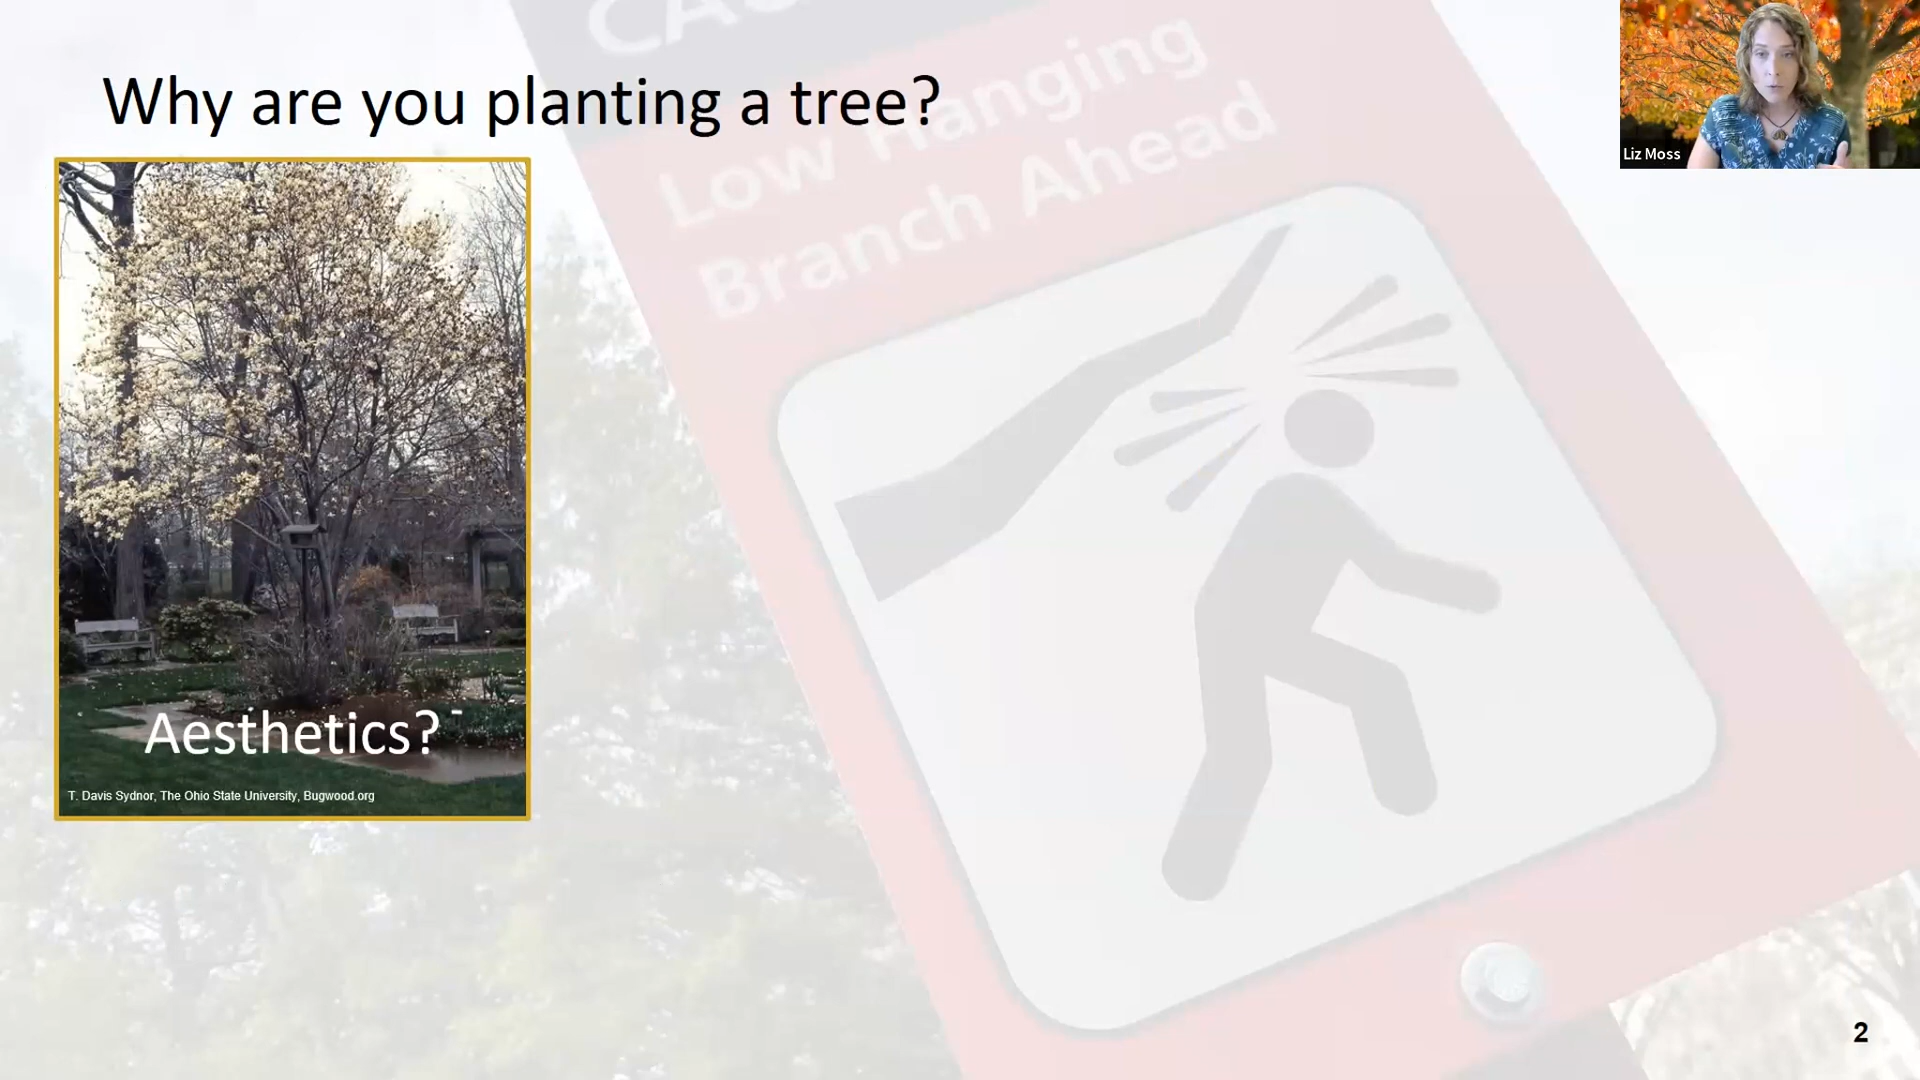 CAU
Why are you planting a tree?
Low Hanging
Branch Ahead
Liz Moss
Aesthetics?
T. Davis Sydnor, The Ohio State University, Bugwood.org
2